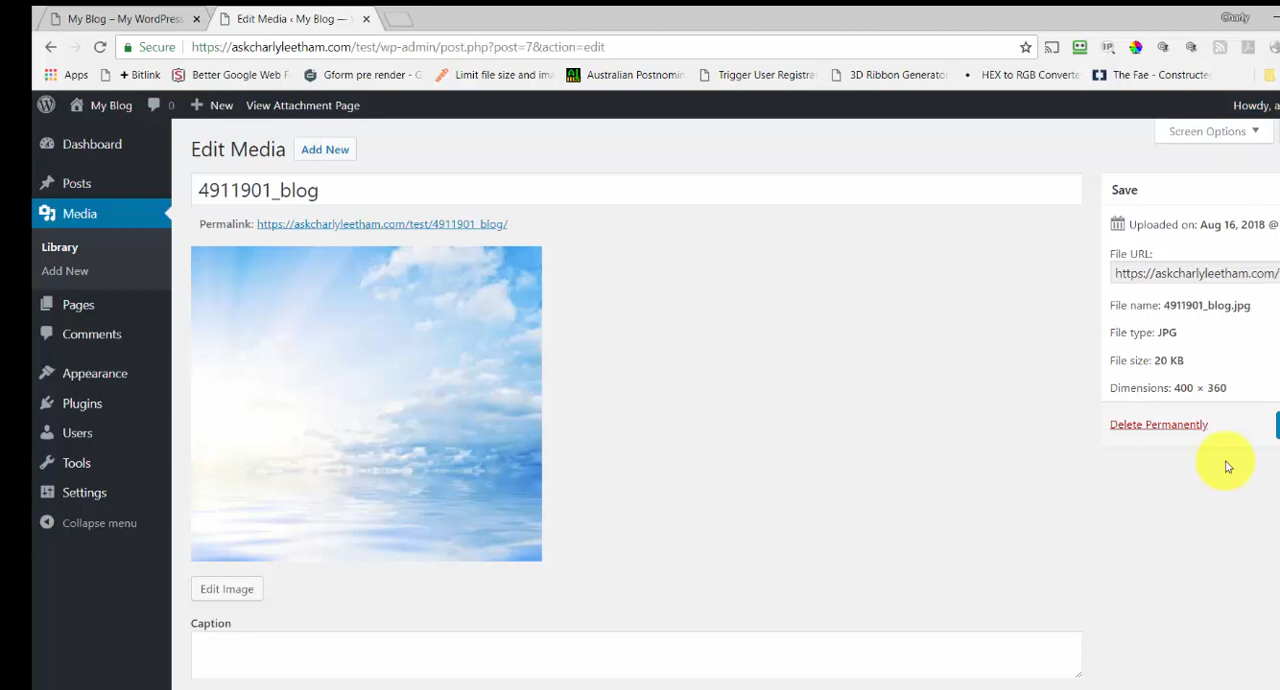 My Blog – My WordPress
Edit Media ‹ My Blog —
Charly
Secure
https://askcharlyleetham.com/test/wp-admin/post.php?post=7&action=edit
Apps
+ Bitlink
Better Google Web F
Gform pre render - G
Limit file size and ima
Australian Postnomin
Trigger User Registra
3D Ribbon Generator
HEX to RGB Converte
The Fae - Constructe
My Blog
0
New
View Attachment Page
Howdy, a
Dashboard
Posts
Media
Library
Add New
Pages
Comments
Appearance
Plugins
Users
Tools
Settings
Collapse menu
Screen Options
Edit Media
Add New
4911901_blog
Permalink: https://askcharlyleetham.com/test/4911901_blog/
Edit Image
Caption
Save
Uploaded on: Aug 16, 2018 @
File URL:
https://askcharlyleetham.com/
File name: 4911901_blog.jpg
File type: JPG
File size: 20 KB
Dimensions: 400 × 360
Delete Permanently